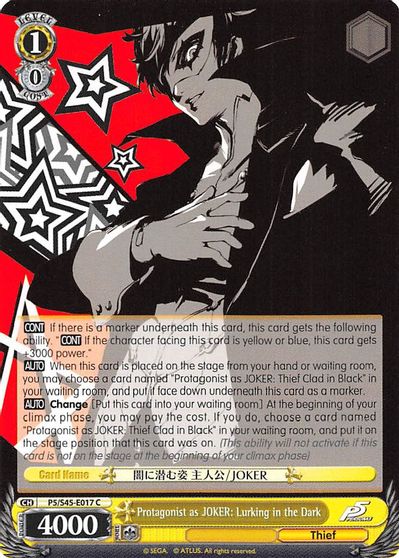 LEVEL
1
0
COST
CONT If there is a marker underneath this card, this card gets the following
ability. "CONT If the character facing this card is yellow or blue, this card gets
+3000 power."
AUTO When this card is placed on the stage from your hand or waiting room,
you may choose a card named "Protagonist as JOKER: Thief Clad in Black" in
your waiting room, and put it face down underneath this card as a marker.
AUTO Change [Put this card into your waiting room] At the beginning of your
climax phase, you may pay the cost. If you do, choose a card named
"Protagonist as JOKER: Thief Clad in Black" in your waiting room, and put it on
the stage position that this card was in. (This ability will not activate if this
card is not on the stage at the beginning of your climax phase)
Card Name 闇に潜む姿 主人公/JOKER
CH P5/S45-E017 C
Protagonist as JOKER: Lurking in the Dark
P5
4000
Thief
© SEGA © ATLUS. All rights reserved.